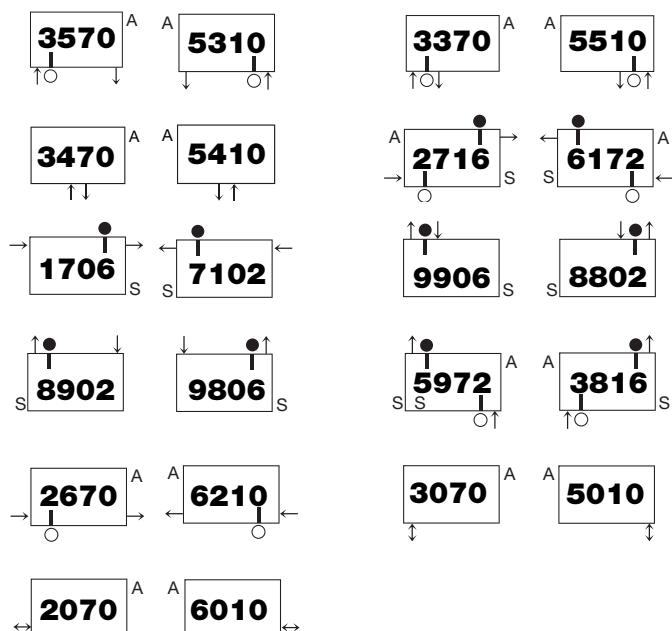 3570 A A 5310 3370 A A 5510
3470 A A 5410 A 2716 S 6172 A S
1706 S 7102 S 9906 S 8802 S
S 8902 9806 S S S 5972 A A 3816 S
2670 A A 6210 3070 A A 5010
2070 A A 6010